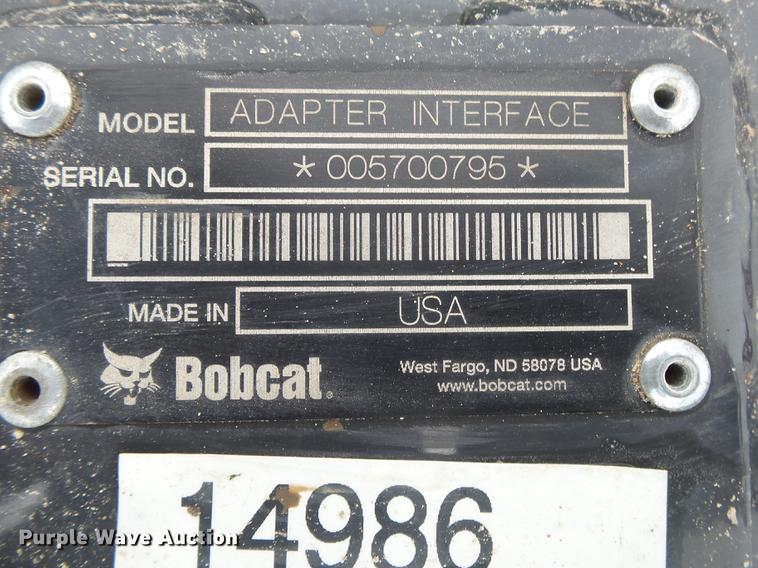 MODEL ADAPTER INTERFACE
SERIAL NO. *005700795*
MADE IN USA
Bobcat®
West Fargo, ND 58078 USA
www.bobcat.com
14986
Purple Wave Auction